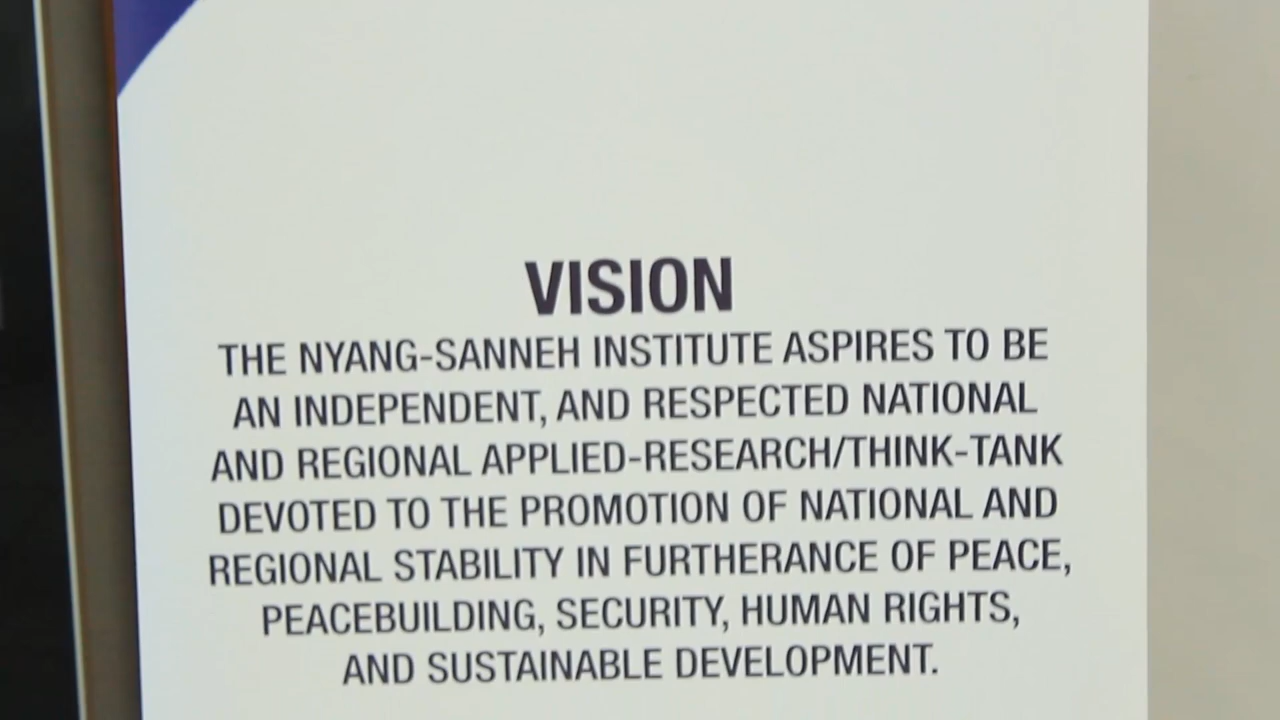 VISION
THE NYANG-SANNEH INSTITUTE ASPIRES TO BE
AN INDEPENDENT, AND RESPECTED NATIONAL
AND REGIONAL APPLIED-RESEARCH/THINK-TANK
DEVOTED TO THE PROMOTION OF NATIONAL AND
REGIONAL STABILITY IN FURTHERANCE OF PEACE,
PEACEBUILDING, SECURITY, HUMAN RIGHTS,
AND SUSTAINABLE DEVELOPMENT.